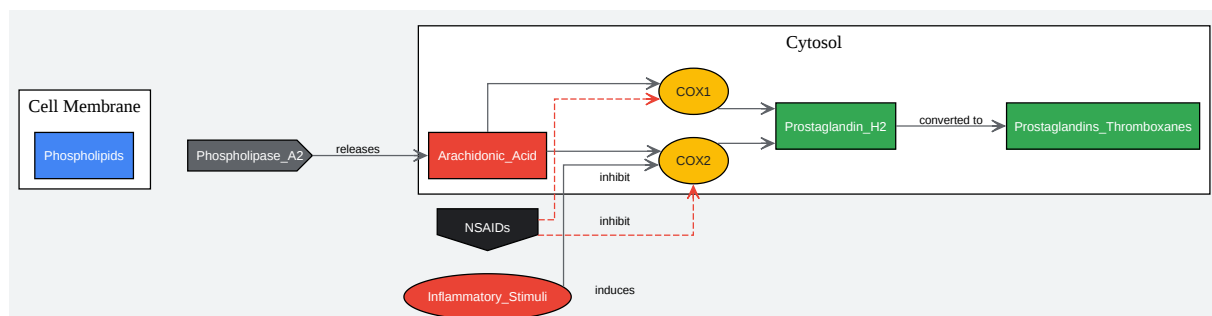 Cytosol
Cell Membrane
Phospholipids
Phospholipase_A2
releases
Arachidonic_Acid
COX1
COX2
Prostaglandin_H2
converted to
Prostaglandins_Thromboxanes
inhibit
NSAIDs
inhibit
Inflammatory_Stimuli
induces